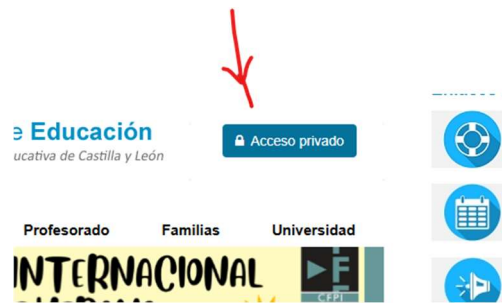 e Educación
ucativa de Castilla y León
Acceso privado
Profesorado
Familias
Universidad
INTERNACIONAL
F
CFPI